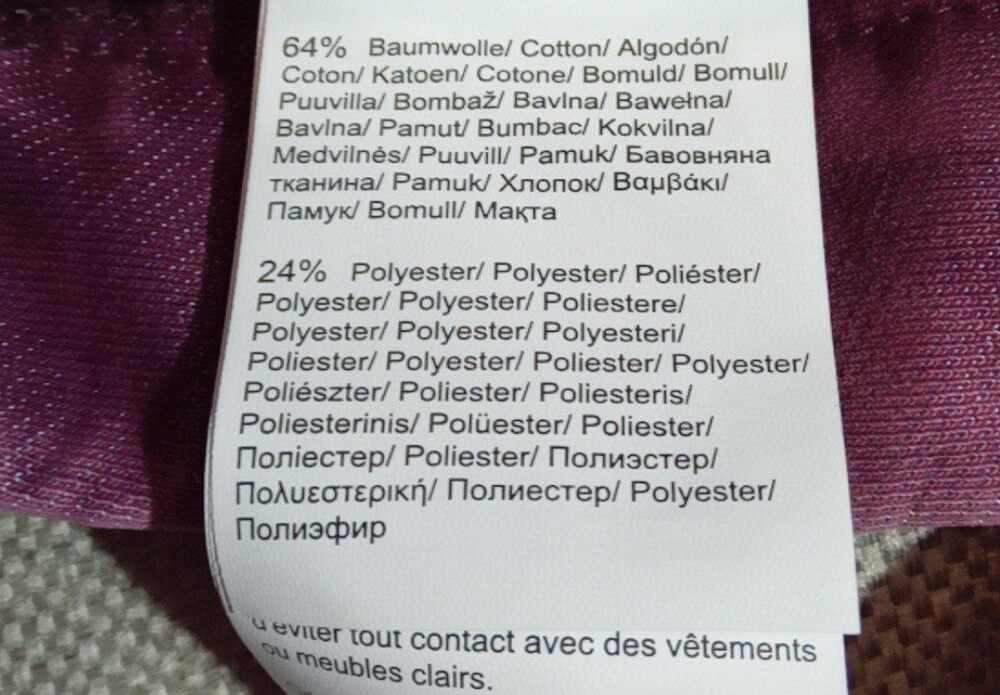 64% Baumwolle/ Cotton/ Algodón/
Coton/ Katoen/ Cotone/ Bomuld/ Bomull/
Puuvilla/ Bombaž/ Bavlna/ Bawełna/
Bavlna/ Pamut/ Bumbac/ Kokvilna/
Medvilnės/ Puuvill/ Pamuk/ Бавовняна
тканина/ Pamuk/ Хлопок/ Βαμβάκι/
Памук/ Bomull/ Мақта
24% Polyester/ Polyester/ Poliéster/
Polyester/ Polyester/ Poliestere/
Polyester/ Polyester/ Polyesteri/
Poliester/ Polyester/ Poliester/ Polyester/
Poliészter/ Poliester/ Poliesteris/
Poliesterinis/ Polüester/ Poliester/
Поліестер/ Poliester/ Полиэстер/
Πολυεστερική/ Полиестер/ Polyester/
Полиэфир
d'éviter tout contact avec des vêtements
ou meubles clairs.